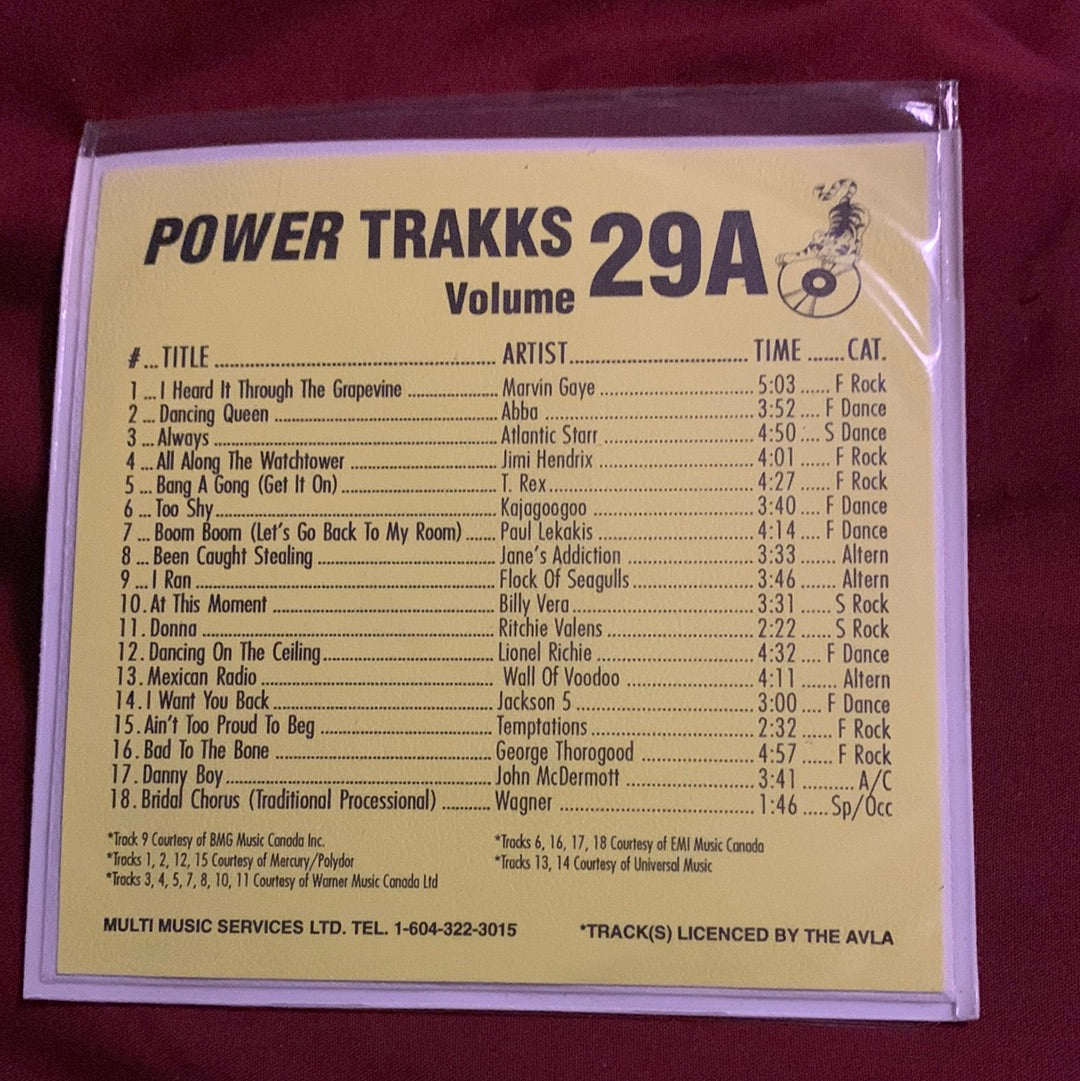 POWER TRAKKS 29A
Volume
#... TITLE ........ ARTIST........ TIME ....... CAT.
1 ... I Heard It Through The Grapevine ........ Marvin Gaye ........ 5:03 ...... F Rock
2 ... Dancing Queen ........ Abba ........ 3:52 .... F Dance
3 ... Always ........ Atlantic Starr ........ 4:50 .... S Dance
4 ... All Along The Watchtower ........ Jimi Hendrix ........ 4:01 ...... F Rock
5 ... Bang A Gong (Get It On) ........ T. Rex ........ 4:27 ...... F Rock
6 ... Too Shy ........ Kajagoogoo ........ 3:40 .... F Dance
7 ... Boom Boom (Let's Go Back To My Room) ...... Paul Lekakis ........ 4:14 .... F Dance
8 ... Been Caught Stealing ........ Jane's Addiction ........ 3:33 ...... Altern
9 ... I Ran ........ Flock Of Seagulls ........ 3:46 ...... Altern
10. At This Moment ........ Billy Vera ........ 3:31 ...... S Rock
11. Donna ........ Ritchie Valens ........ 2:22 ...... S Rock
12. Dancing On The Ceiling ........ Lionel Richie ........ 4:32 .... F Dance
13. Mexican Radio ........ Wall Of Voodoo ........ 4:11 ....... Altern
14. I Want You Back ........ Jackson 5 ........ 3:00 .... F Dance
15. Ain't Too Proud To Beg ........ Temptations ........ 2:32 ...... F Rock
16. Bad To The Bone ........ George Thorogood ........ 4:57 ...... F Rock
17. Danny Boy ........ John McDermott ........ 3:41 .......... A/C
18. Bridal Chorus (Traditional Processional) ........ Wagner ........ 1:46 ..... Sp/Occ
*Track 9 Courtesy of BMG Music Canada Inc.
*Tracks 1, 2, 12, 15 Courtesy of Mercury/Polydor
*Tracks 3, 4, 5, 7, 8, 10, 11 Courtesy of Warner Music Canada Ltd
*Tracks 6, 16, 17, 18 Courtesy of EMI Music Canada
*Tracks 13, 14 Courtesy of Universal Music
MULTI MUSIC SERVICES LTD. TEL. 1-604-322-3015 *TRACK(S) LICENCED BY THE AVLA